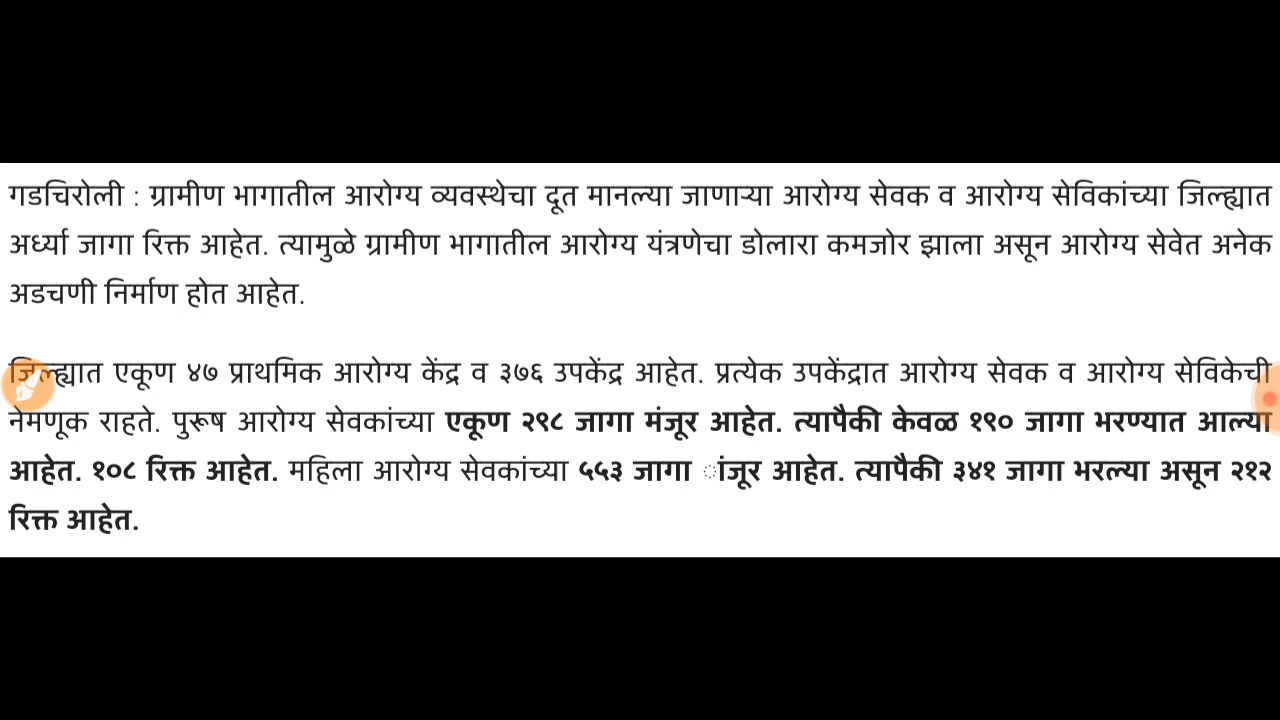 गडचिरोली : ग्रामीण भागातील आरोग्य व्यवस्थेचा दूत मानल्या जाणाऱ्या आरोग्य सेवक व आरोग्य सेविकांच्या जिल्ह्यात
अर्ध्या जागा रिक्त आहेत. त्यामुळे ग्रामीण भागातील आरोग्य यंत्रणेचा डोलारा कमजोर झाला असून आरोग्य सेवेत अनेक
अडचणी निर्माण होत आहेत.
जिल्ह्यात एकूण ४७ प्राथमिक आरोग्य केंद्र व ३७६ उपकेंद्र आहेत. प्रत्येक उपकेंद्रात आरोग्य सेवक व आरोग्य सेविकेची
नेमणूक राहते. पुरूष आरोग्य सेवकांच्या एकूण २९८ जागा मंजूर आहेत. त्यापैकी केवळ १९० जागा भरण्यात आल्या
आहेत. १०८ रिक्त आहेत. महिला आरोग्य सेवकांच्या ५५३ जागा ांजूर आहेत. त्यापैकी ३४१ जागा भरल्या असून २१२
रिक्त आहेत.